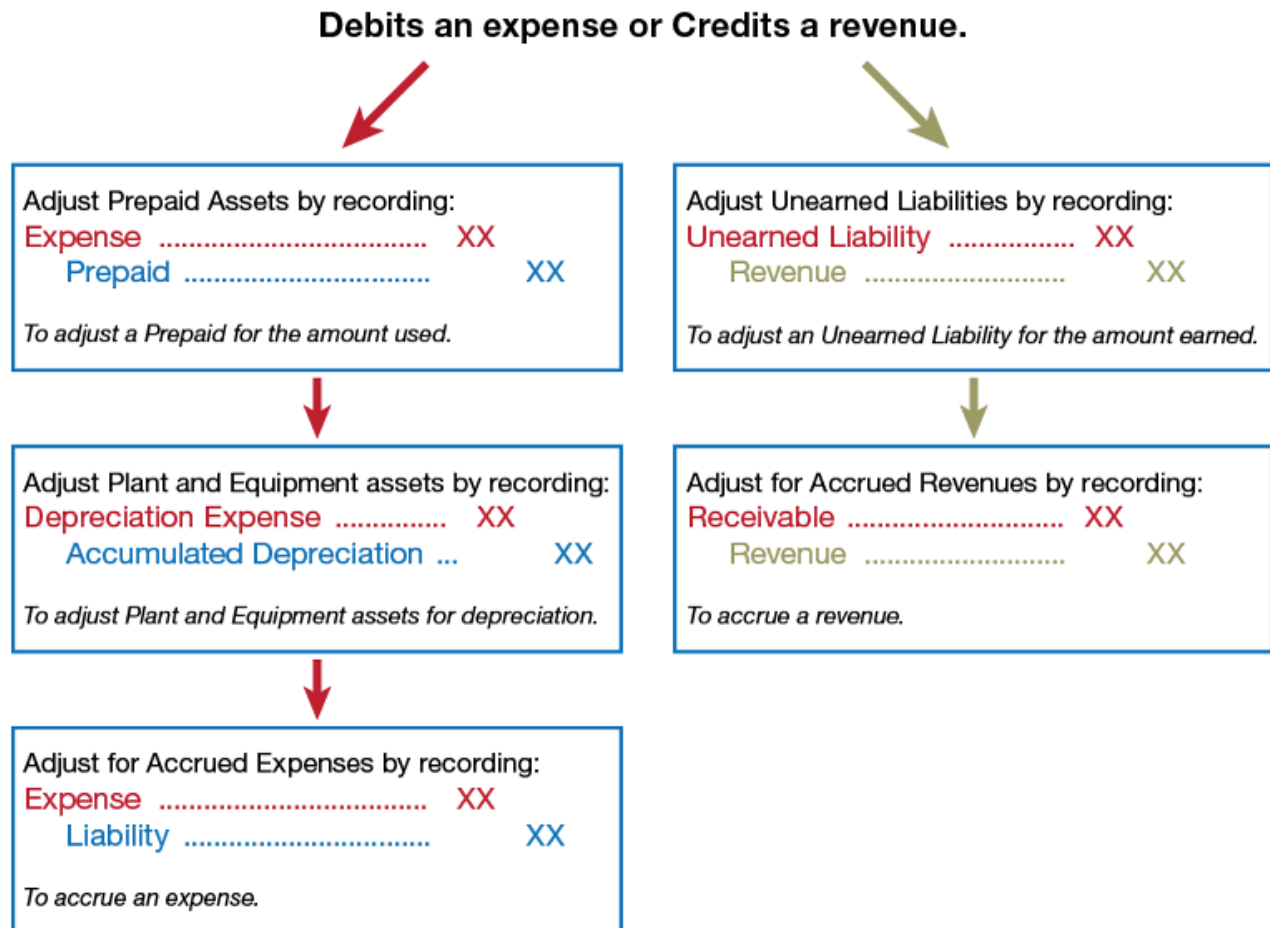 Debits an expense or Credits a revenue.
Adjust Prepaid Assets by recording:
Expense .................................... XX
Prepaid ................................. XX
To adjust a Prepaid for the amount used.
Adjust Plant and Equipment assets by recording:
Depreciation Expense ............... XX
Accumulated Depreciation ... XX
To adjust Plant and Equipment assets for depreciation.
Adjust for Accrued Expenses by recording:
Expense .................................... XX
Liability ................................. XX
To accrue an expense.
Adjust Unearned Liabilities by recording:
Unearned Liability ................. XX
Revenue ........................... XX
To adjust an Unearned Liability for the amount earned.
Adjust for Accrued Revenues by recording:
Receivable ............................. XX
Revenue ........................... XX
To accrue a revenue.